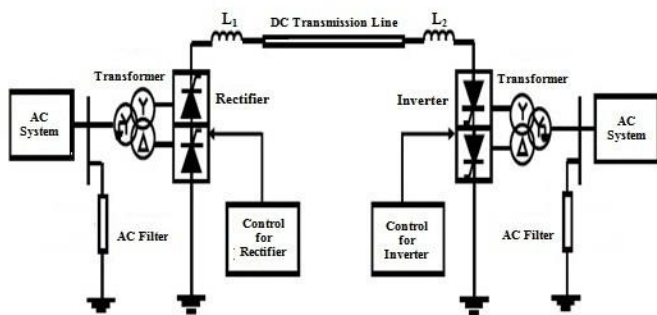 L1
DC Transmission Line
L2
Transformer
Rectifier
Inverter
Transformer
AC
System
Y
Y
Δ
Y
Y
Δ
AC
System
AC Filter
Control
for
Rectifier
Control
for
Inverter
AC Filter